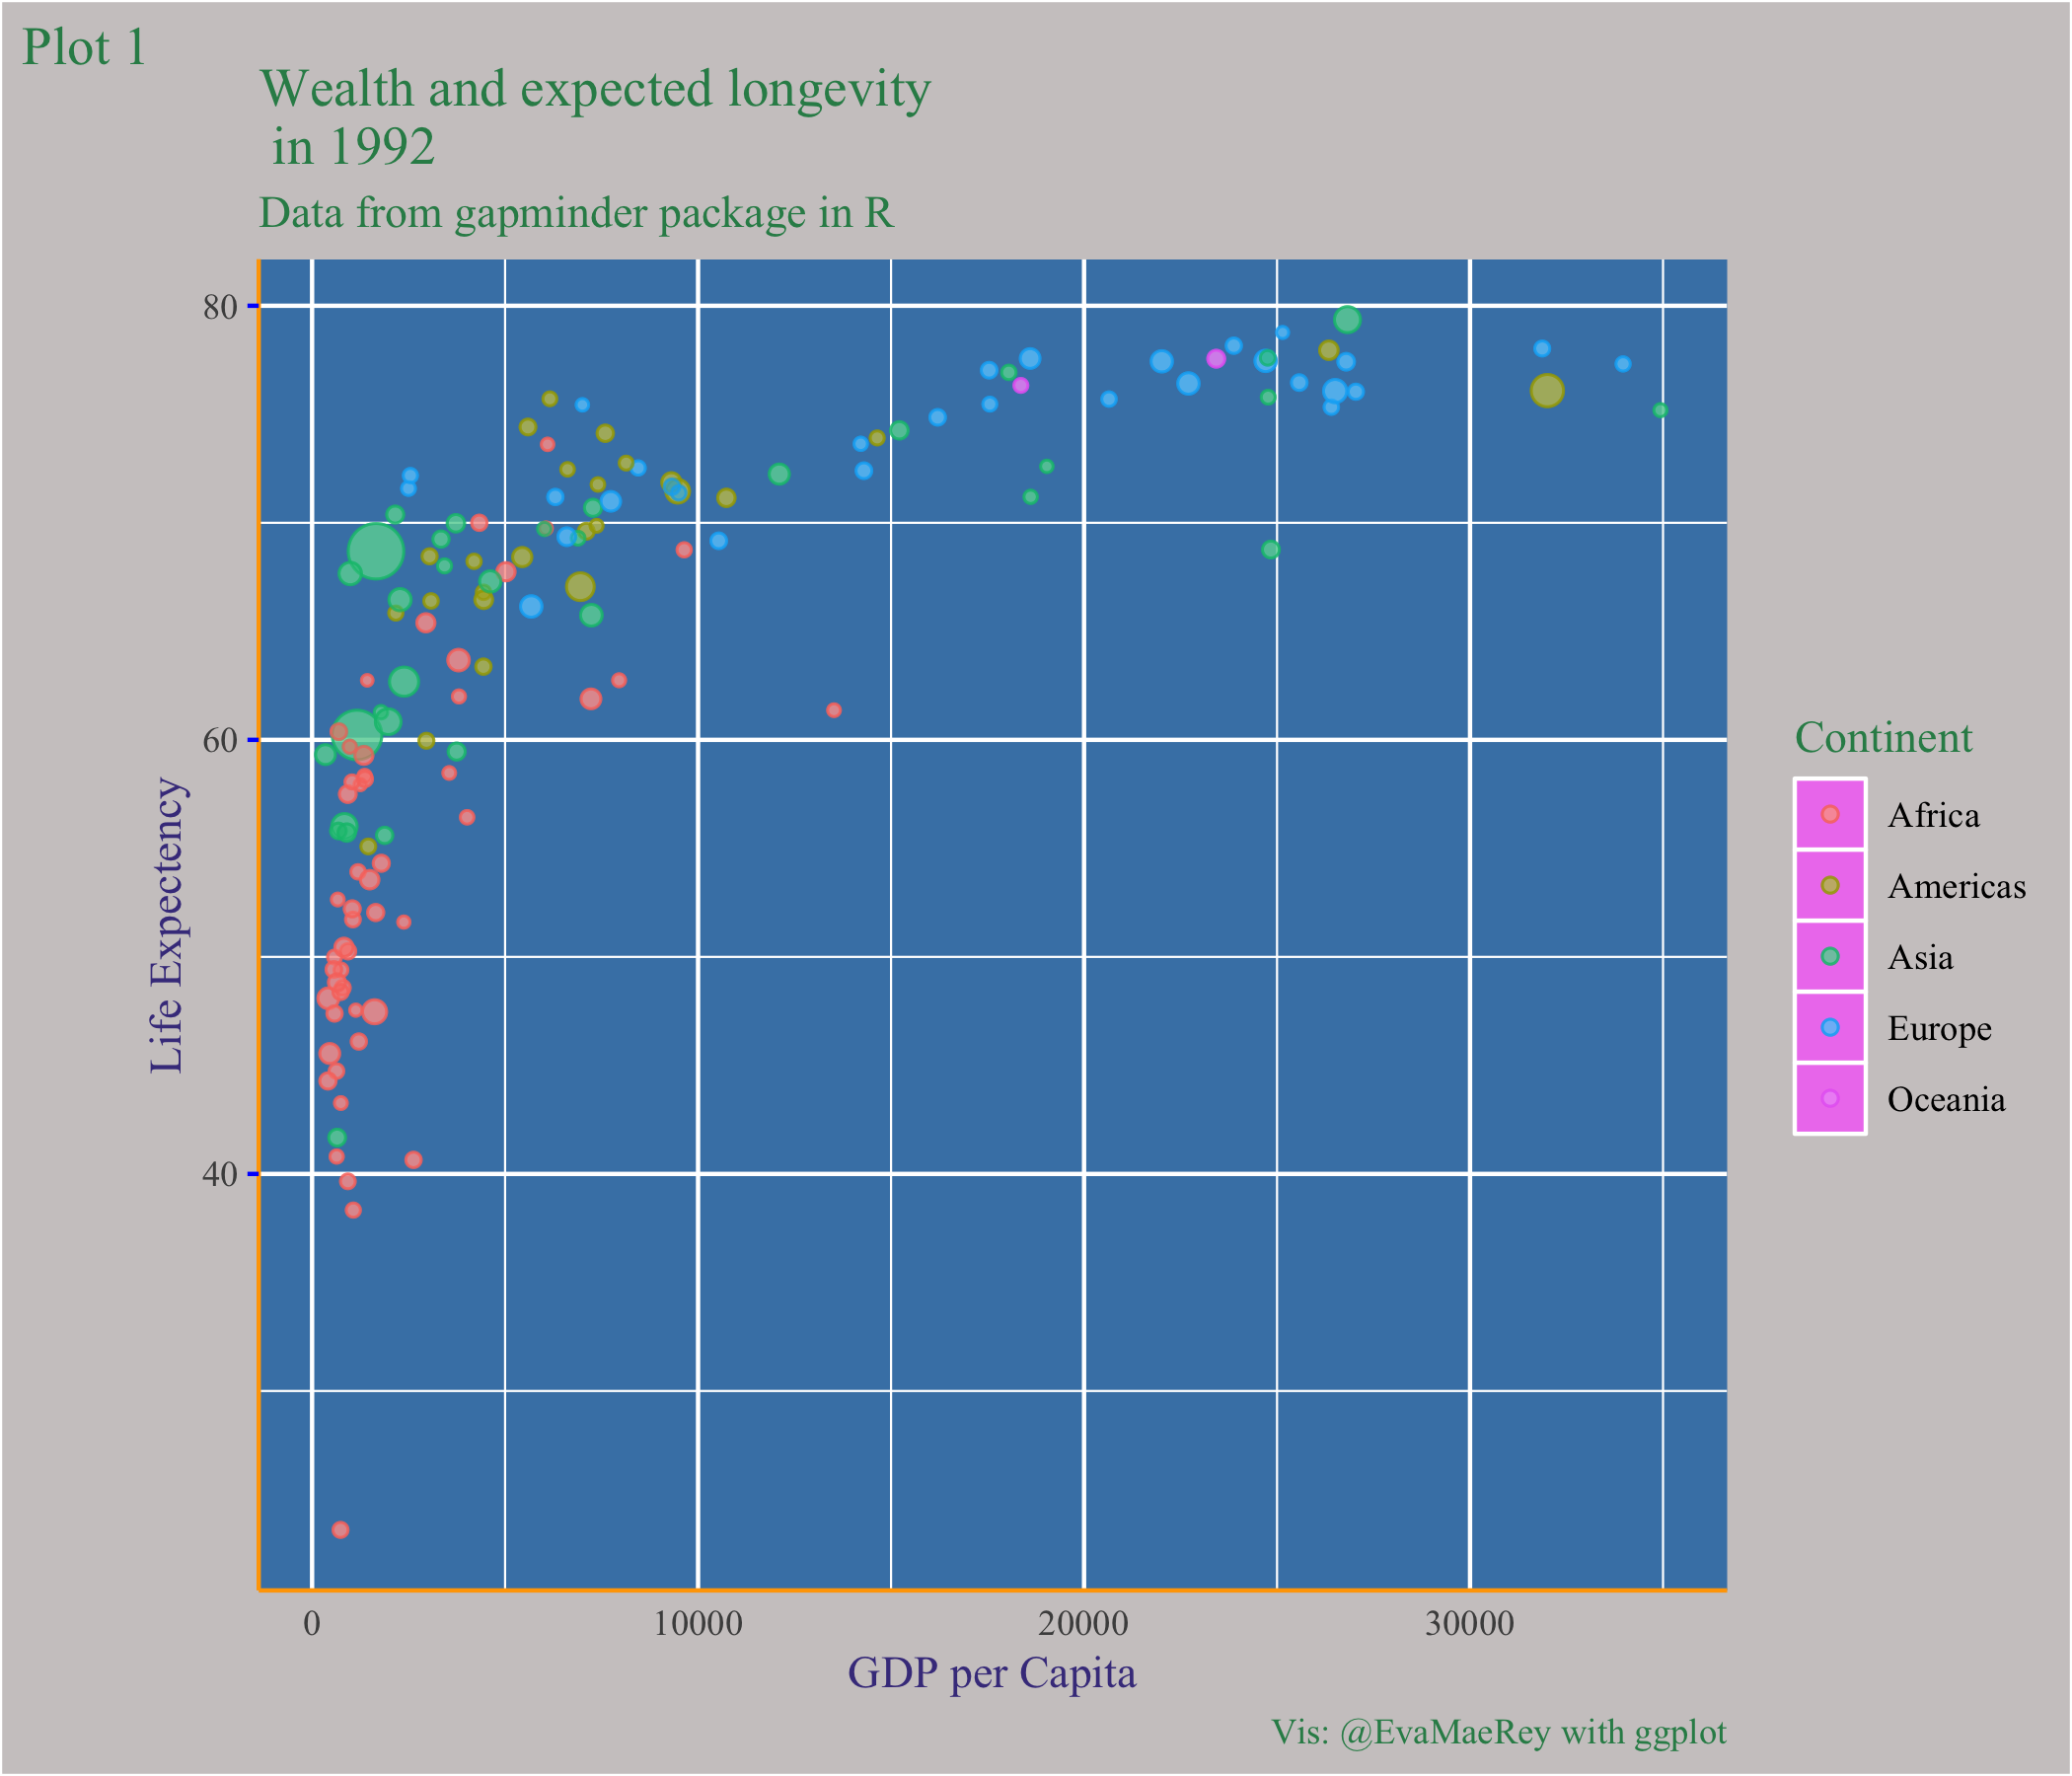 Plot 1
Wealth and expected longevity
in 1992
Data from gapminder package in R
80
60
40
Life Expectency
0 10000 20000 30000
GDP per Capita
Continent
Africa
Americas
Asia
Europe
Oceania
Vis: @EvaMaeRey with ggplot